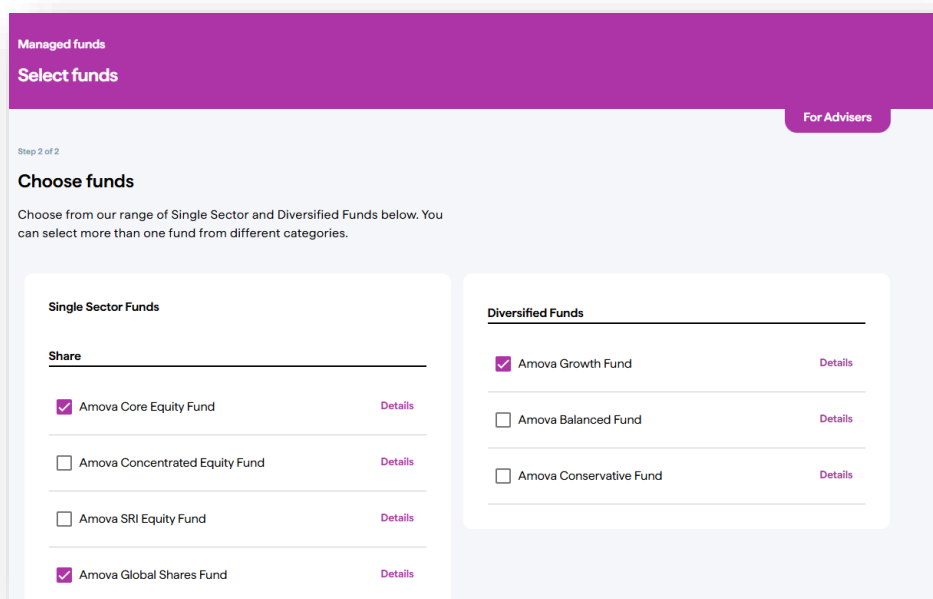 Managed funds
Select funds
For Advisers
Step 2 of 2
Choose funds
Choose from our range of Single Sector and Diversified Funds below. You
can select more than one fund from different categories.
Single Sector Funds
Share
Amova Core Equity Fund Details
Amova Concentrated Equity Fund Details
Amova SRI Equity Fund Details
Amova Global Shares Fund Details
Diversified Funds
Amova Growth Fund Details
Amova Balanced Fund Details
Amova Conservative Fund Details